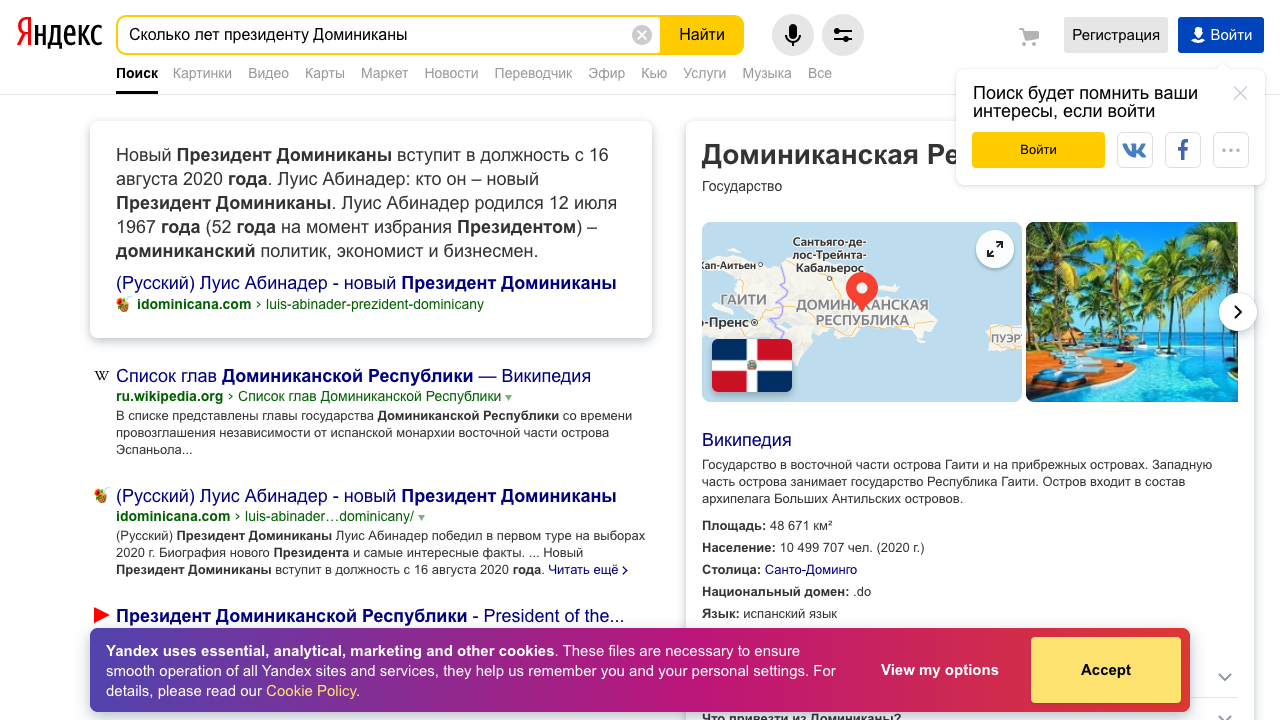 Яндекс
Сколько лет президенту Доминиканы
Найти
Регистрация
Войти
Поиск Картинки Видео Карты Маркет Новости Переводчик Эфир Кью Услуги Музыка Все
Поиск будет помнить ваши
интересы, если войти
Войти
Новый Президент Доминиканы вступит в должность с 16
августа 2020 года. Луис Абинадер: кто он – новый
Президент Доминиканы. Луис Абинадер родился 12 июля
1967 года (52 года на момент избрания Президентом) –
доминиканский политик, экономист и бизнесмен.
(Русский) Луис Абинадер - новый Президент Доминиканы
idominicana.com › luis-abinader-prezident-dominicany
W Список глав Доминиканской Республики — Википедия
ru.wikipedia.org › Список глав Доминиканской Республики
В списке представлены главы государства Доминиканской Республики со времени
провозглашения независимости от испанской монархии восточной части острова
Эспаньола...
(Русский) Луис Абинадер - новый Президент Доминиканы
idominicana.com › luis-abinader…dominicany/
(Русский) Президент Доминиканы Луис Абинадер победил в первом туре на выборах
2020 г. Биография нового Президента и самые интересные факты. ... Новый
Президент Доминиканы вступит в должность с 16 августа 2020 года. Читать ещё ›
Президент Доминиканской Республики - President of the...
Доминиканская Ре
Государство
Сантьяго-де-
лос-Трейнта-
Кабальерос
Кап-Аитьен
ГАИТИ
ДОМИНИКАНСКАЯ
РЕСПУБЛИКА
о-Пренс
ПУЭР
Википедия
Государство в восточной части острова Гаити и на прибрежных островах. Западную
часть острова занимает государство Республика Гаити. Остров входит в состав
архипелага Больших Антильских островов.
Площадь: 48 671 км²
Население: 10 499 707 чел. (2020 г.)
Столица: Санто-Доминго
Национальный домен: .do
Язык: испанский язык
Что привезти из Доминиканы?
Yandex uses essential, analytical, marketing and other cookies. These files are necessary to ensure
smooth operation of all Yandex sites and services, they help us remember you and your personal settings. For
details, please read our Cookie Policy.
View my options
Accept